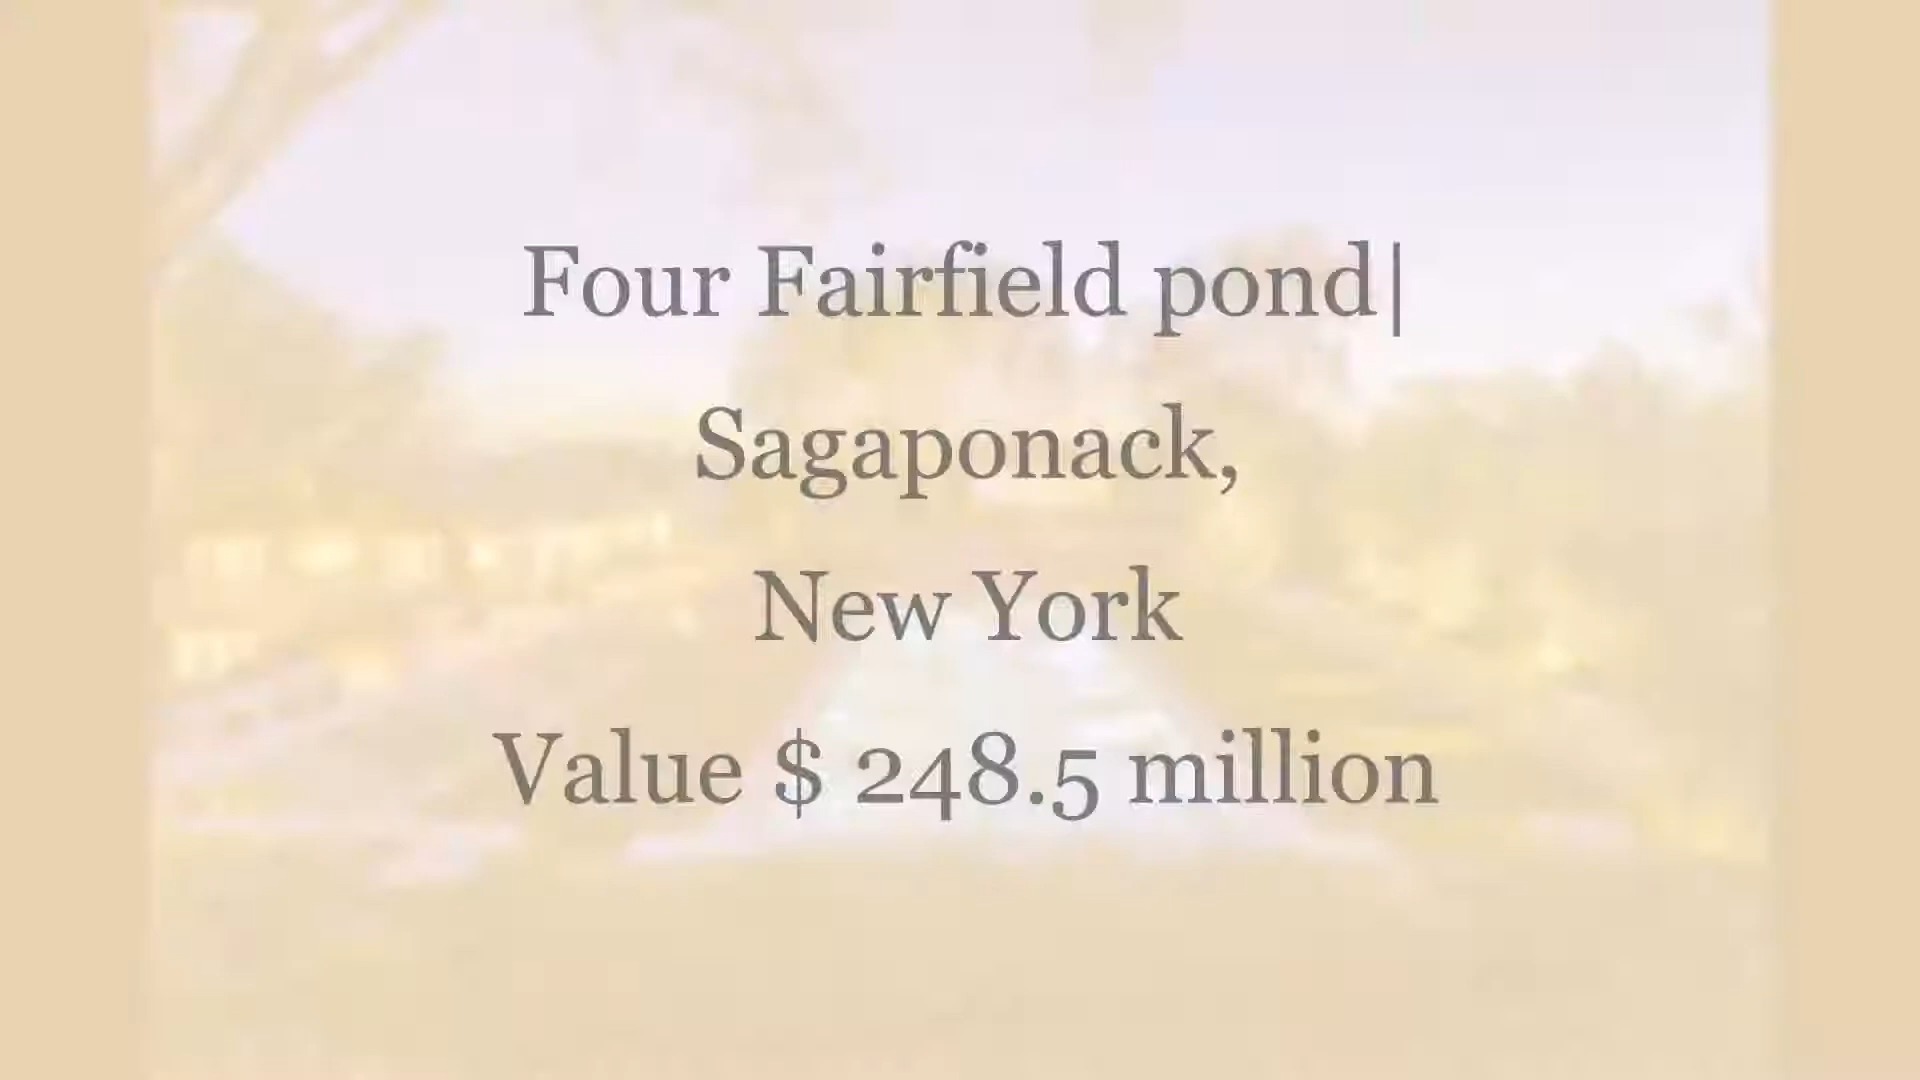 Four Fairfield pond|
Sagaponack,
New York
Value $ 248.5 million